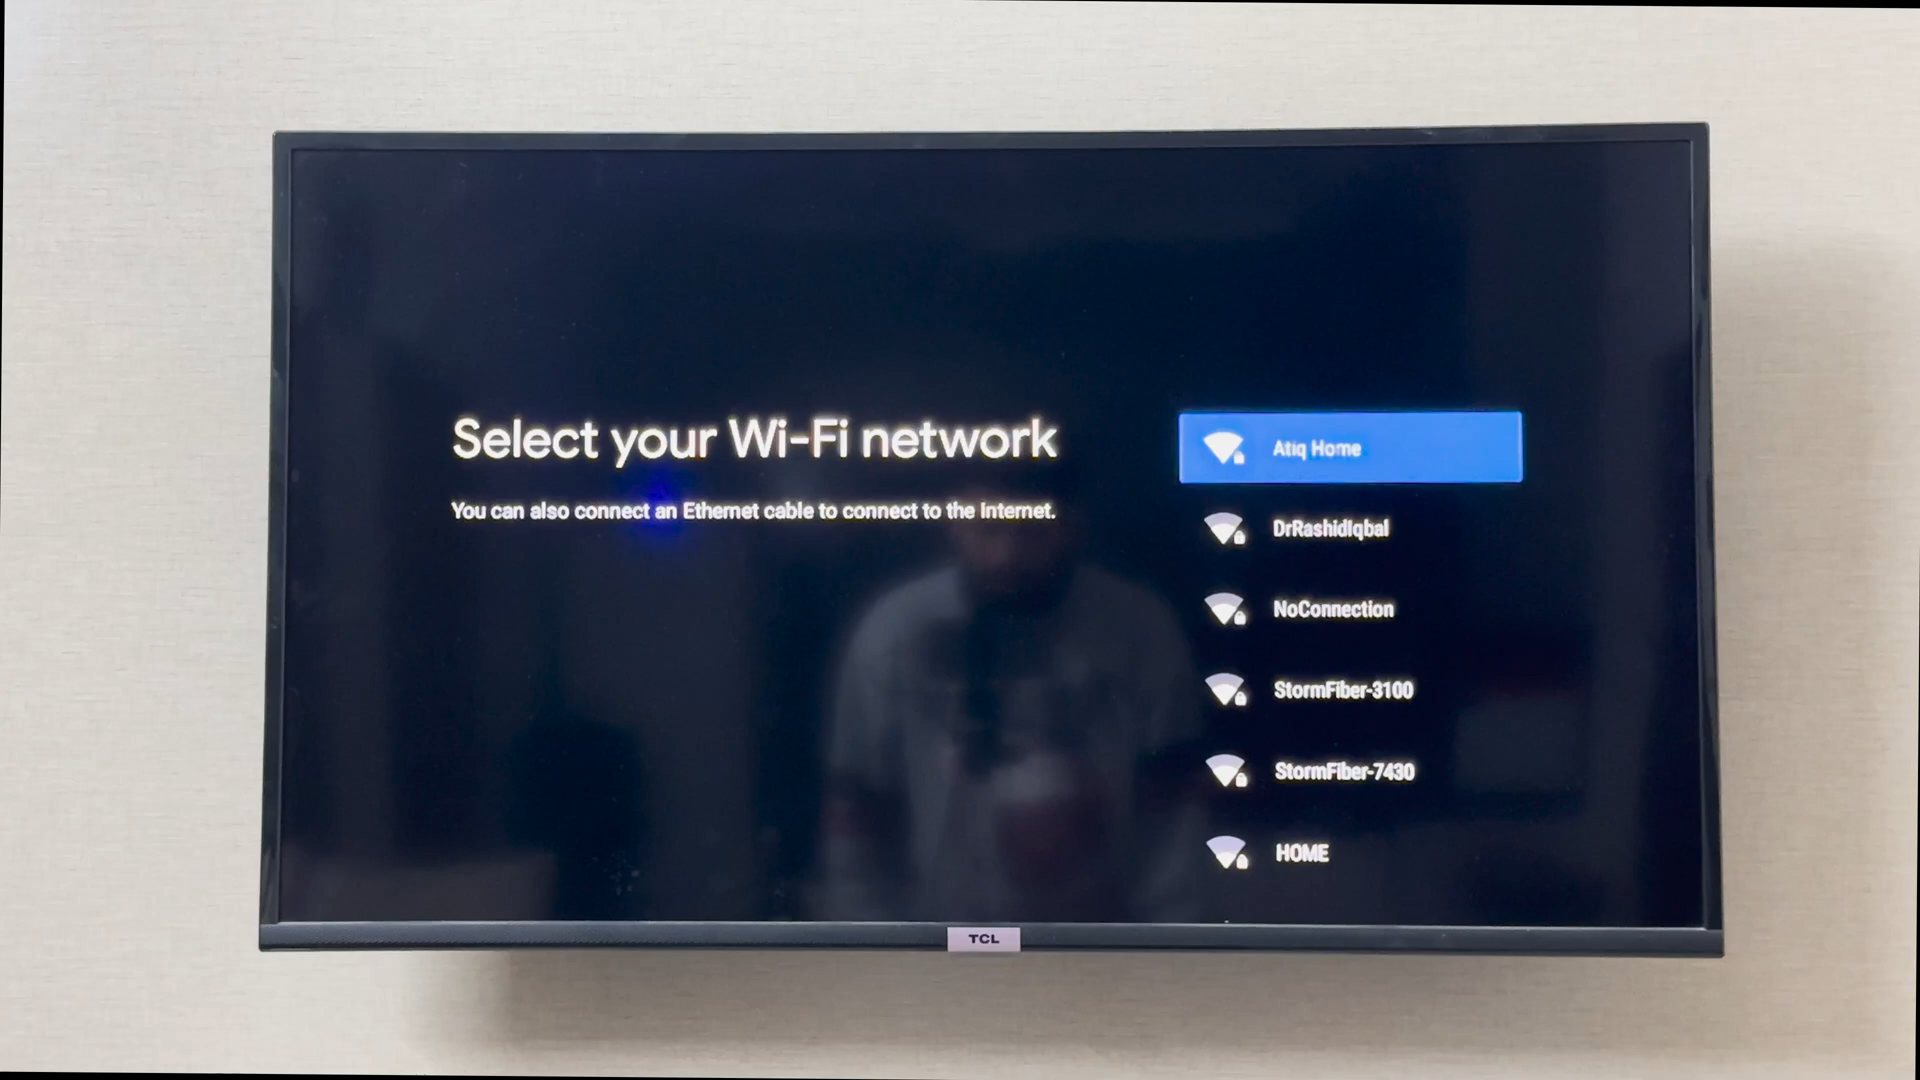 Select your Wi-Fi network
You can also connect an Ethernet cable to connect to the Internet.
Atiq Home
DrRashidIqbal
NoConnection
StormFiber-3100
StormFiber-7430
HOME
TCL